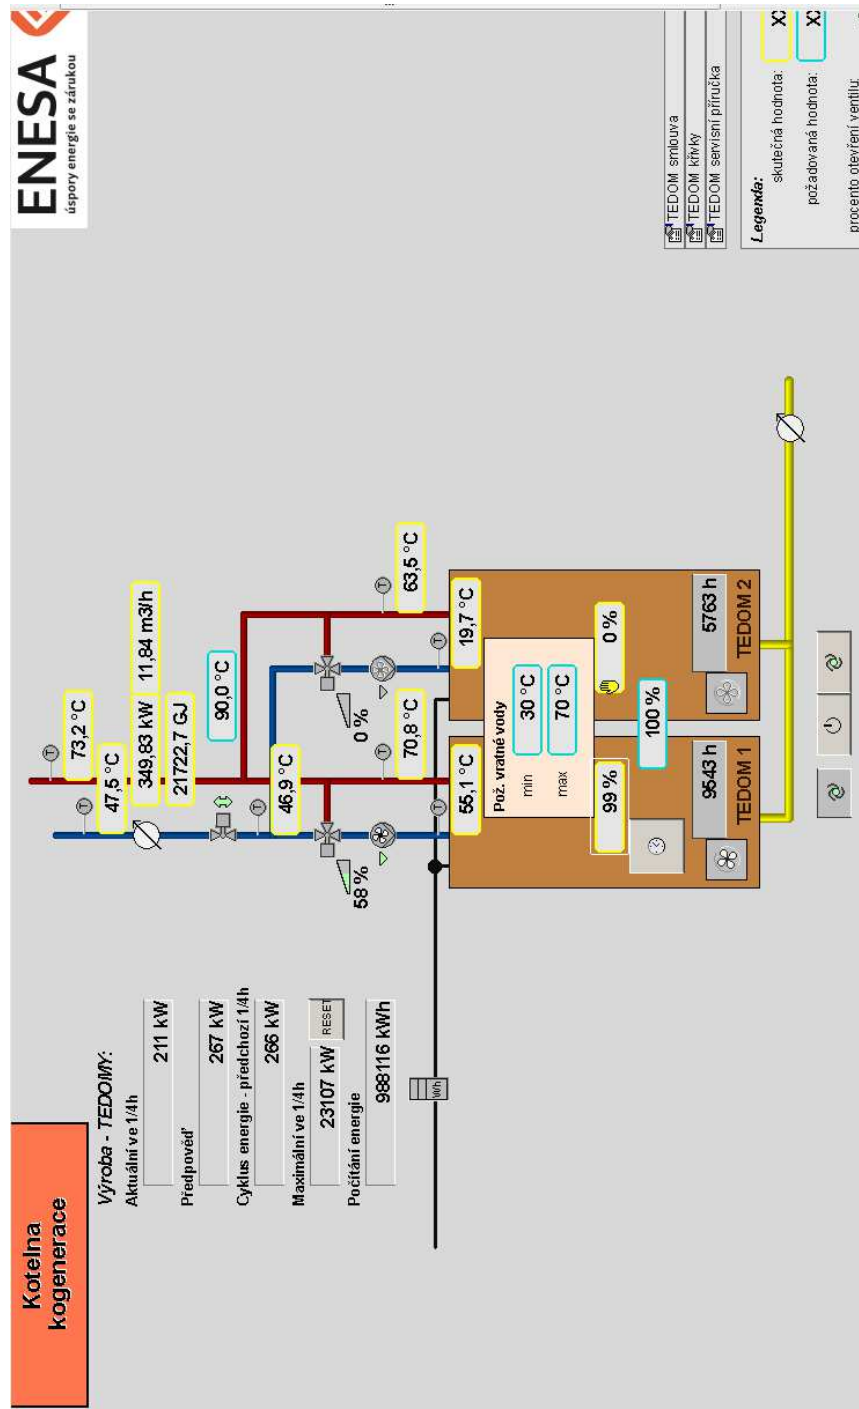 Kotelna
kogenerace
ENESA
úspory energie se zárukou
Výroba - TEDOMY:
Aktuální ve 1/4h
211 kW
Předpověď
267 kW
Cyklus energie - předchozí 1/4h
266 kW
Maximální ve 1/4h
23107 kW
RESET
Počítání energie
988116 kWh
Wh
T
73,2 °C
T
47,5 °C
349,83 kW
11,84 m3/h
21722,7 GJ
90,0 °C
T
46,9 °C
58 %
0 %
T
70,8 °C
T
63,5 °C
T
55,1 °C
T
19,7 °C
Pož. vratné vody
min
30 °C
max
70 °C
99 %
0 %
100 %
9543 h
TEDOM 1
5763 h
TEDOM 2
TEDOM smlouva
TEDOM křivky
TEDOM servisní příručka
Legenda:
skutečná hodnota:
požadovaná hodnota:
procento otevření ventilu: